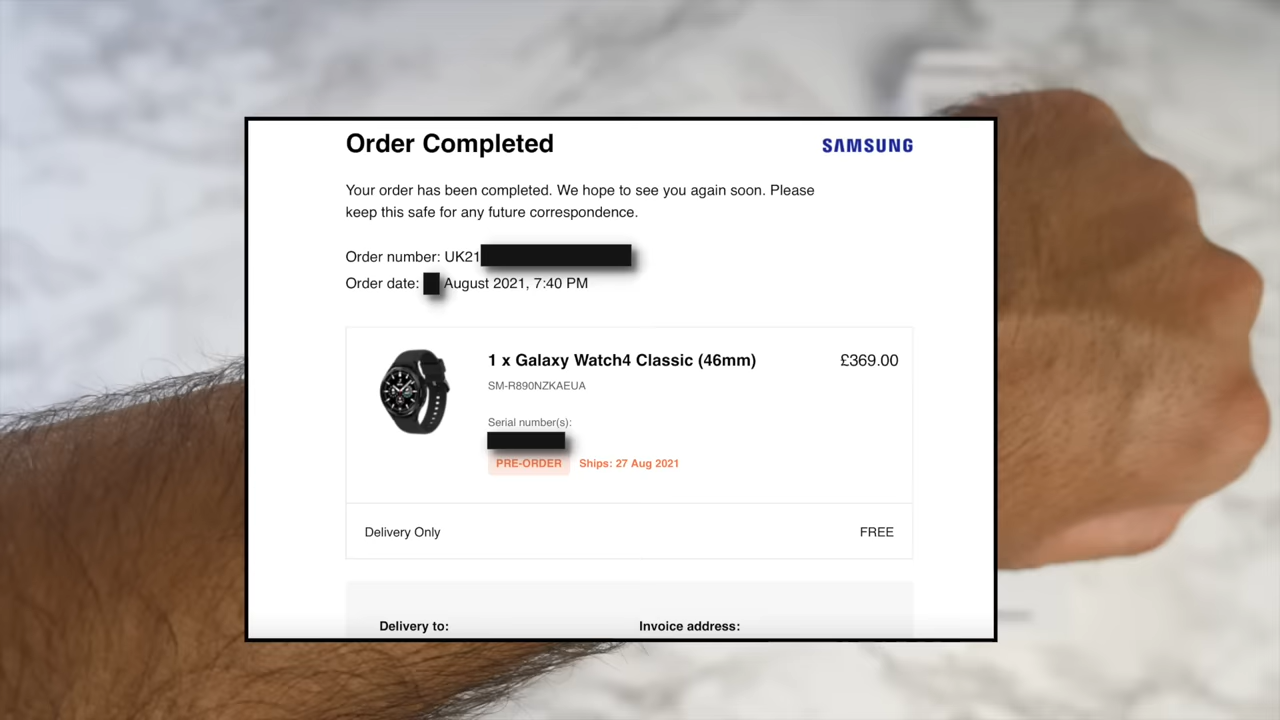 Order Completed
SAMSUNG
Your order has been completed. We hope to see you again soon. Please
keep this safe for any future correspondence.
Order number: UK21
Order date: August 2021, 7:40 PM
1 x Galaxy Watch4 Classic (46mm)
£369.00
SM-R890NZKAEUA
Serial number(s):
PRE-ORDER Ships: 27 Aug 2021
Delivery Only
FREE
Delivery to:
Invoice address: